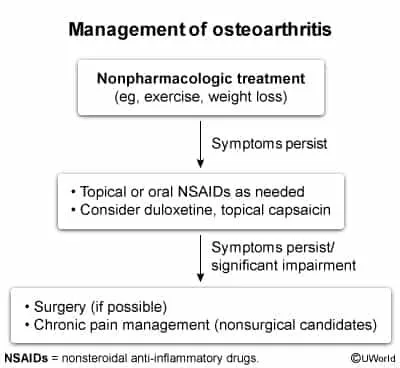 Management of osteoarthritis
Nonpharmacologic treatment
(eg, exercise, weight loss)
Symptoms persist
• Topical or oral NSAIDs as needed
• Consider duloxetine, topical capsaicin
Symptoms persist/
significant impairment
• Surgery (if possible)
• Chronic pain management (nonsurgical candidates)
NSAIDs = nonsteroidal anti-inflammatory drugs.
©UWorld